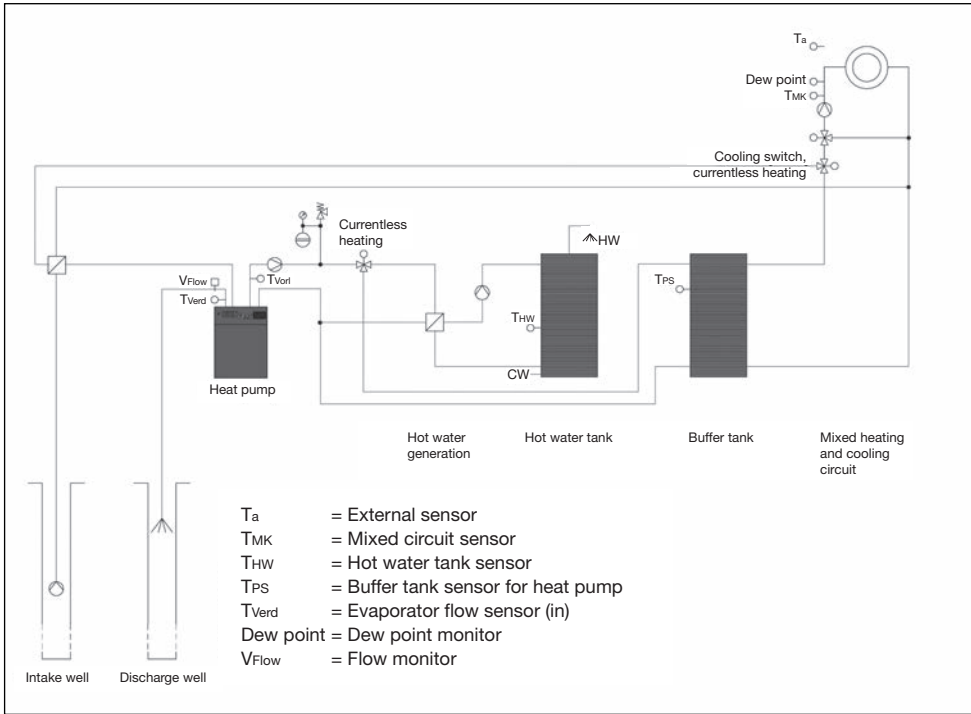 Ta
Dew point
TMK
Cooling switch,
currentless heating
Currentless
heating
HW
VFlow
TVorl
TPS
TVerd
THW
CW
Heat pump
Hot water
generation
Hot water tank
Buffer tank
Mixed heating
and cooling
circuit
Ta = External sensor
TMK = Mixed circuit sensor
THW = Hot water tank sensor
TPS = Buffer tank sensor for heat pump
TVerd = Evaporator flow sensor (in)
Dew point = Dew point monitor
VFlow = Flow monitor
Intake well
Discharge well